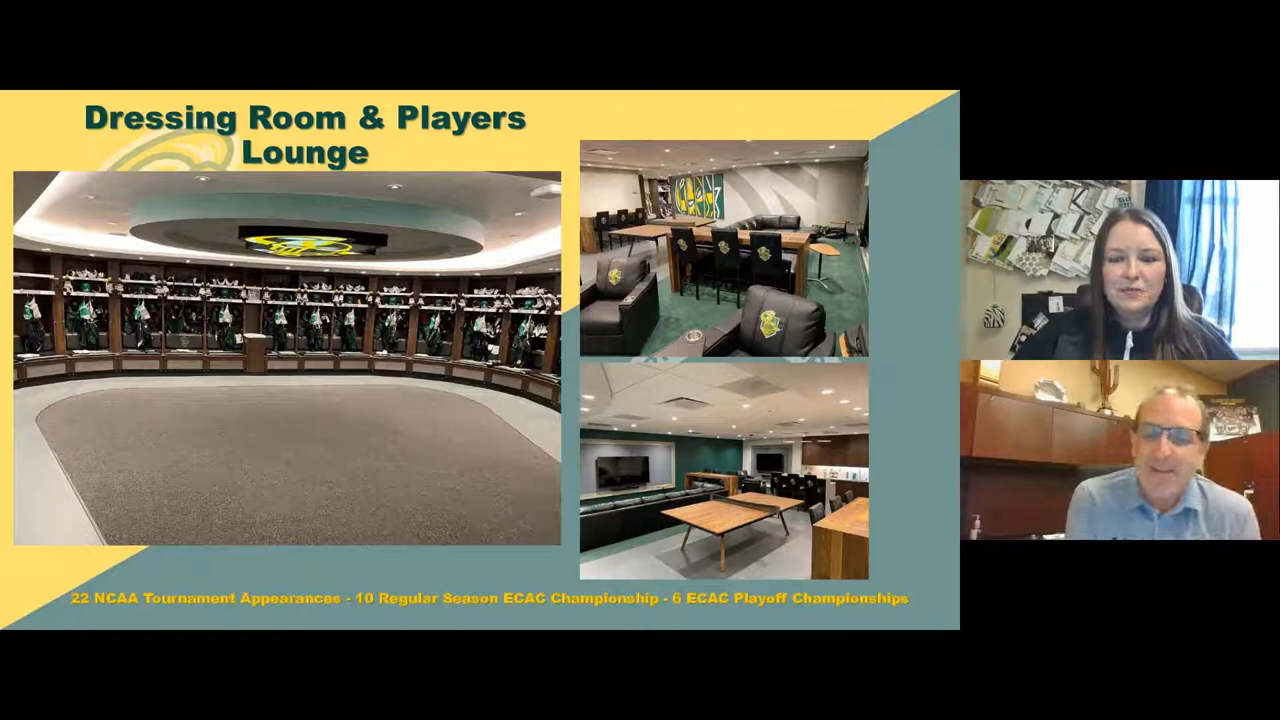 Dressing Room & Players
Lounge
22 NCAA Tournament Appearances - 10 Regular Season ECAC Championship - 6 ECAC Playoff Championships